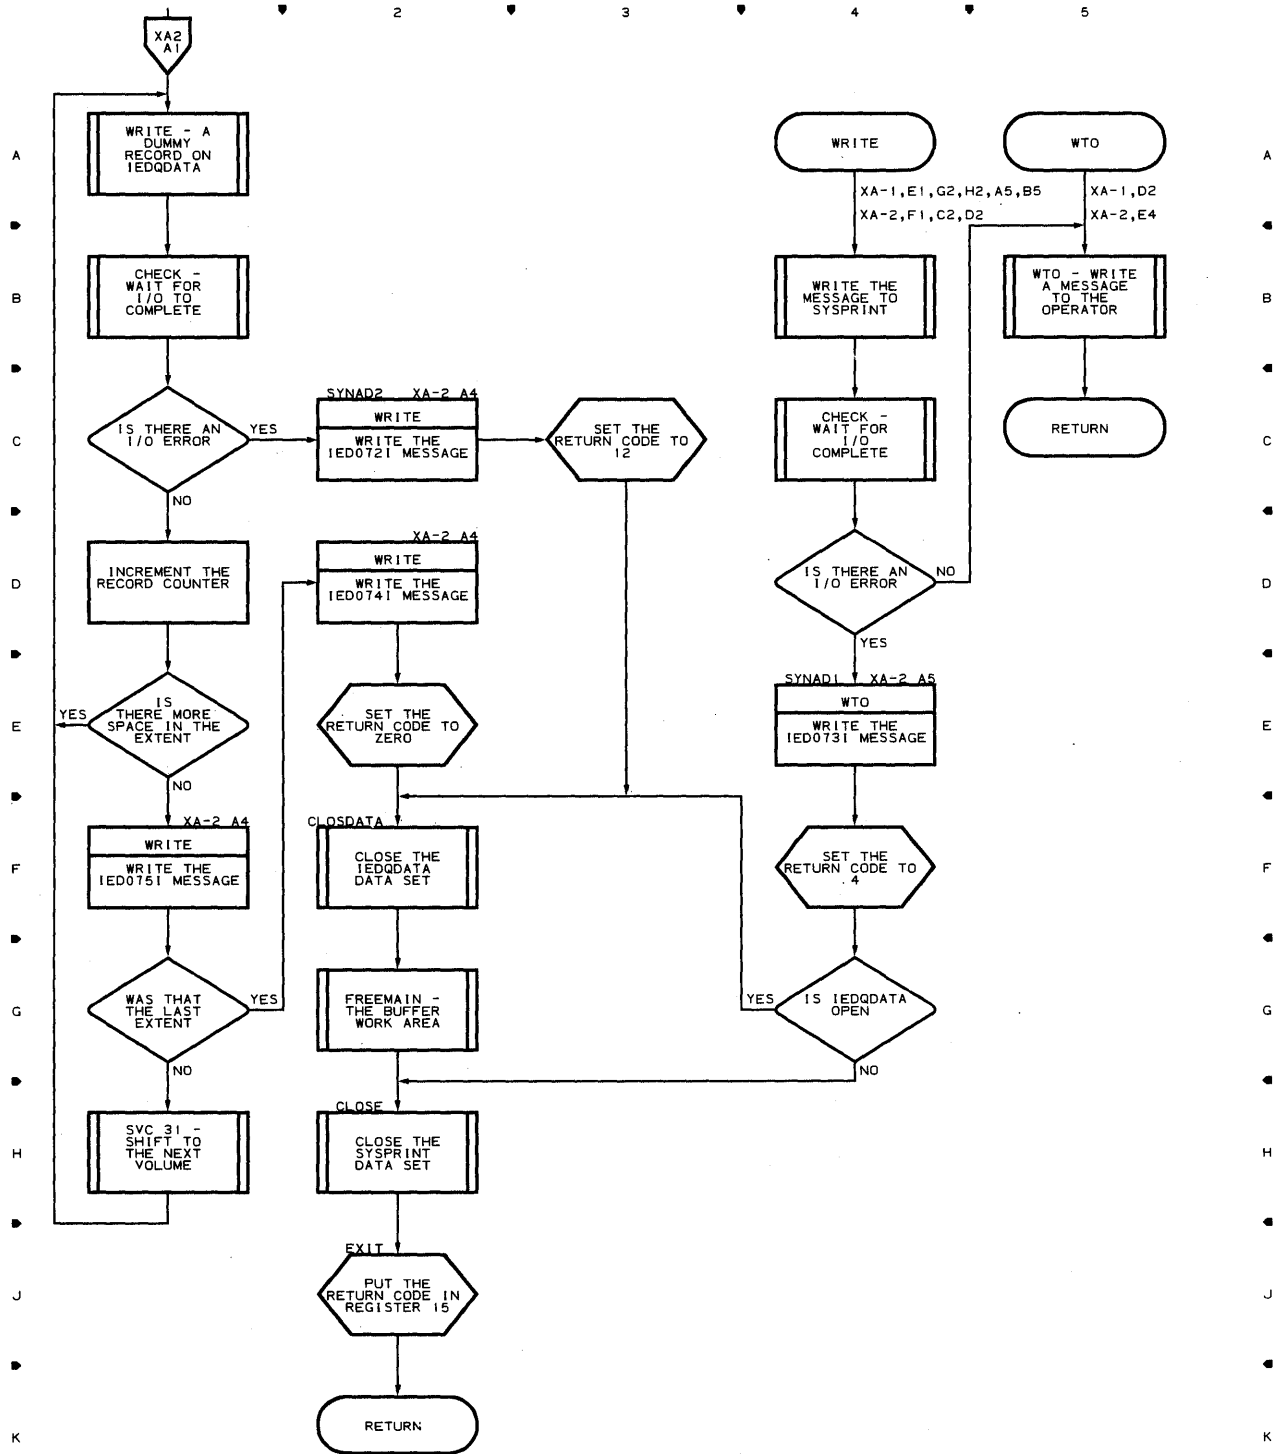 2 3 4 5
XA2
A1
A
WRITE - A
DUMMY
RECORD ON
IEDQDATA
WRITE
WTO
A
XA-1,E1,G2,H2,A5,B5
XA-2,F1,C2,D2
XA-1,D2
XA-2,E4
B
CHECK -
WAIT FOR
I/O TO
COMPLETE
WRITE THE
MESSAGE TO
SYSPRINT
WTO - WRITE
A MESSAGE
TO THE
OPERATOR
B
C
IS THERE AN
I/O ERROR
YES
NO
SYNAD2 XA-2 A4
WRITE
WRITE THE
IED072I MESSAGE
SET THE
RETURN CODE TO
12
CHECK -
WAIT FOR
I/O
COMPLETE
RETURN
C
D
INCREMENT THE
RECORD COUNTER
XA-2 A4
WRITE
WRITE THE
IED074I MESSAGE
IS THERE AN
I/O ERROR
NO
YES
D
E
IS
THERE MORE
SPACE IN THE
EXTENT
YES
NO
SET THE
RETURN CODE TO
ZERO
SYNAD1 XA-2 A5
WTO
WRITE THE
IED073I MESSAGE
E
F
XA-2 A4
WRITE
WRITE THE
IED075I MESSAGE
CLOSDATA
CLOSE THE
IEDQDATA
DATA SET
SET THE
RETURN CODE TO
4
F
G
WAS THAT
THE LAST
EXTENT
YES
NO
FREEMAIN -
THE BUFFER
WORK AREA
YES
IS IEDQDATA
OPEN
NO
G
H
SVC 31 -
SHIFT TO
THE NEXT
VOLUME
CLOSE
CLOSE THE
SYSPRINT
DATA SET
H
J
EXIT
PUT THE
RETURN CODE IN
REGISTER 15
J
K
RETURN
K